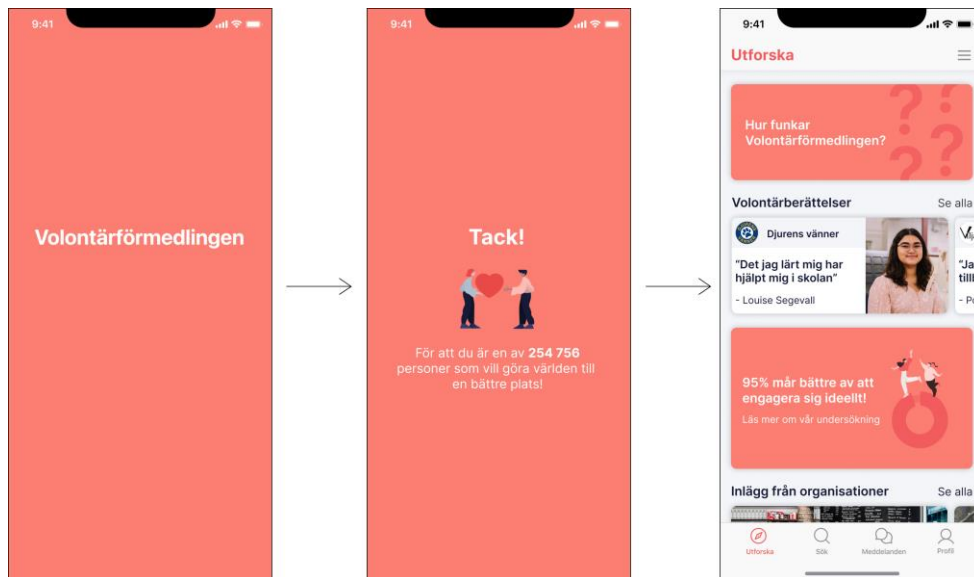 9:41
Volontärförmedlingen
9:41
Tack!
För att du är en av 254 756
personer som vill göra världen till
en bättre plats!
9:41
Utforska
Hur funkar
Volontärförmedlingen?
Volontärberättelser
Se alla
Djurens vänner
"Det jag lärt mig har
hjälpt mig i skolan"
- Louise Segevall
"Ja
- P
95% mår bättre av att
engagera sig ideellt!
Läs mer om vår undersökning
Inlägg från organisationer
Se alla
Utforska
Sök
Meddelanden
Profil